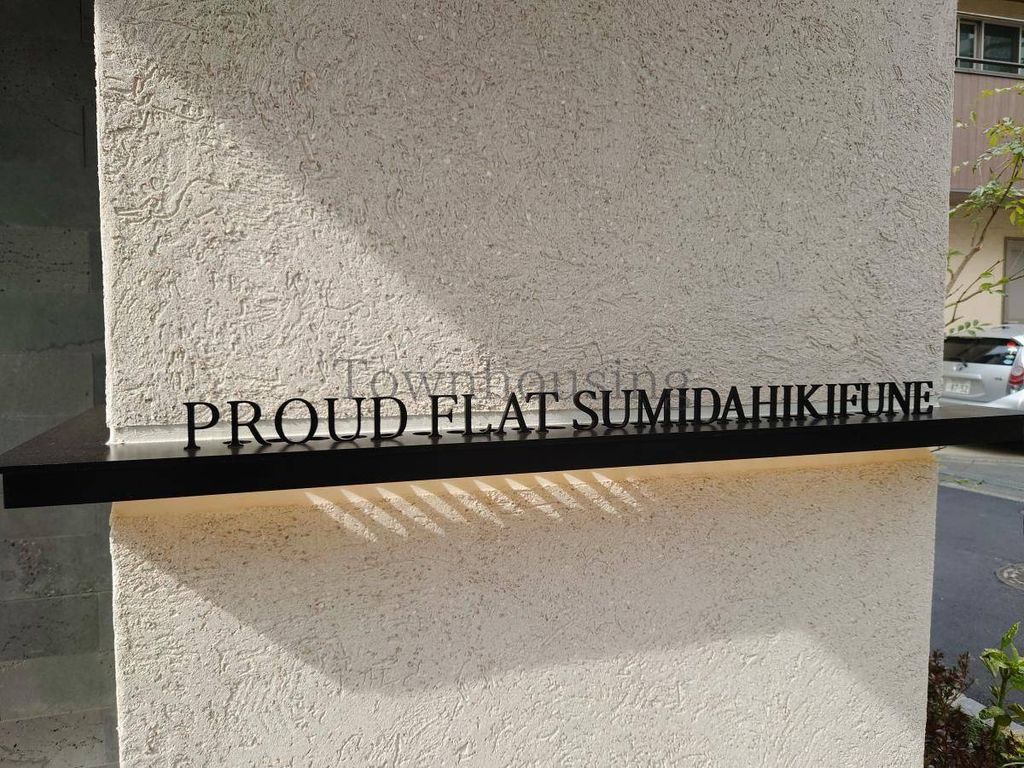 Townhousing
PROUD FLAT SUMIDAHIKIFUNE